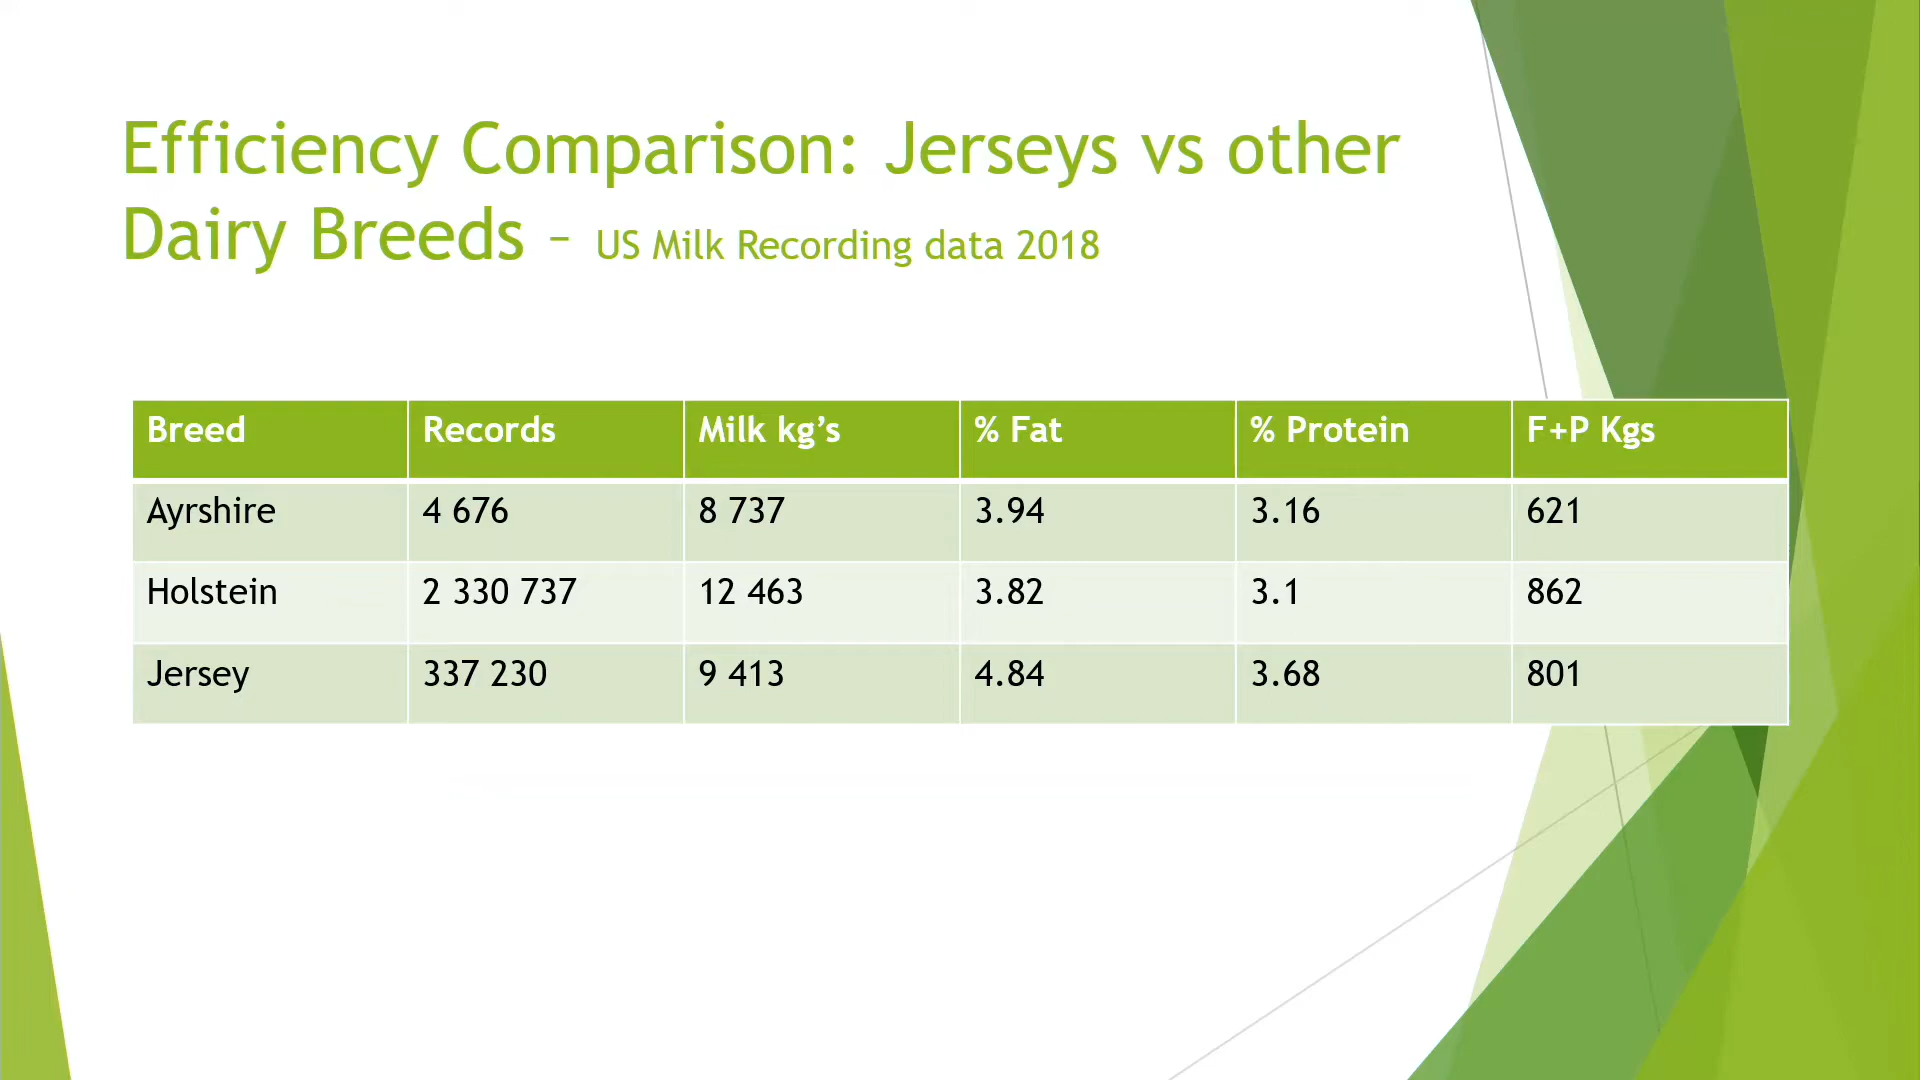 Efficiency Comparison: Jerseys vs other
Dairy Breeds – US Milk Recording data 2018
Breed Records Milk kg’s % Fat % Protein F+P Kgs
Ayrshire 4 676 8 737 3.94 3.16 621
Holstein 2 330 737 12 463 3.82 3.1 862
Jersey 337 230 9 413 4.84 3.68 801